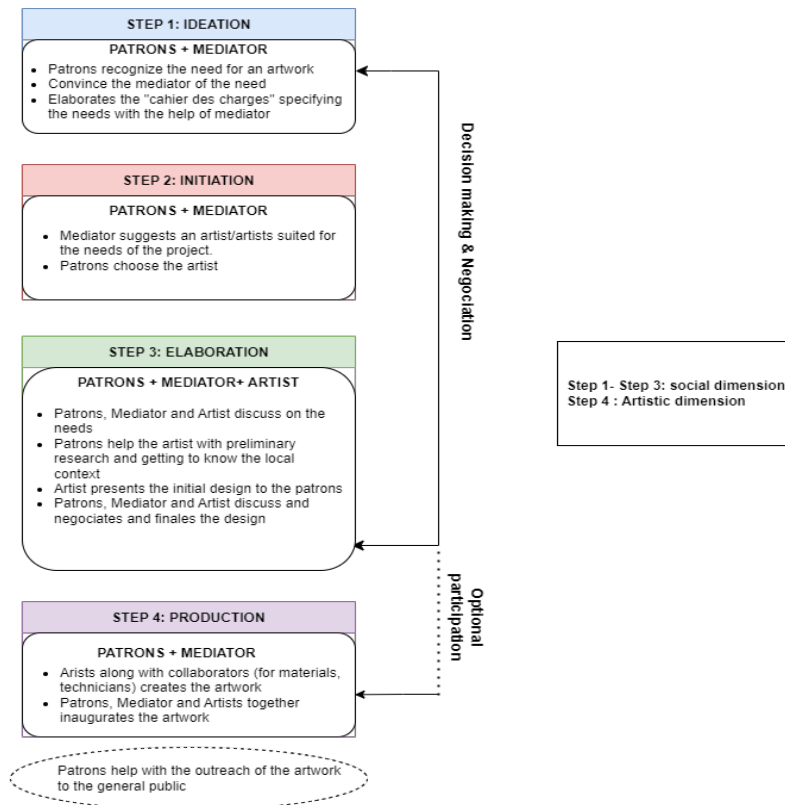 STEP 1: IDEATION
PATRONS + MEDIATOR
• Patrons recognize the need for an artwork
• Convince the mediator of the need
• Elaborates the "cahier des charges" specifying
the needs with the help of mediator
STEP 2: INITIATION
PATRONS + MEDIATOR
• Mediator suggests an artist/artists suited for
the needs of the project.
• Patrons choose the artist
STEP 3: ELABORATION
PATRONS + MEDIATOR+ ARTIST
• Patrons, Mediator and Artist discuss on the
needs
• Patrons help the artist with preliminary
research and getting to know the local
context
• Artist presents the initial design to the patrons
• Patrons, Mediator and Artist discuss and
negociates and finales the design
STEP 4: PRODUCTION
PATRONS + MEDIATOR
• Arists along with collaborators (for materials,
technicians) creates the artwork
• Patrons, Mediator and Artists together
inaugurates the artwork
Patrons help with the outreach of the artwork
to the general public
Decision making & Negociation
Optional
participation
Step 1- Step 3: social dimension
Step 4 : Artistic dimension